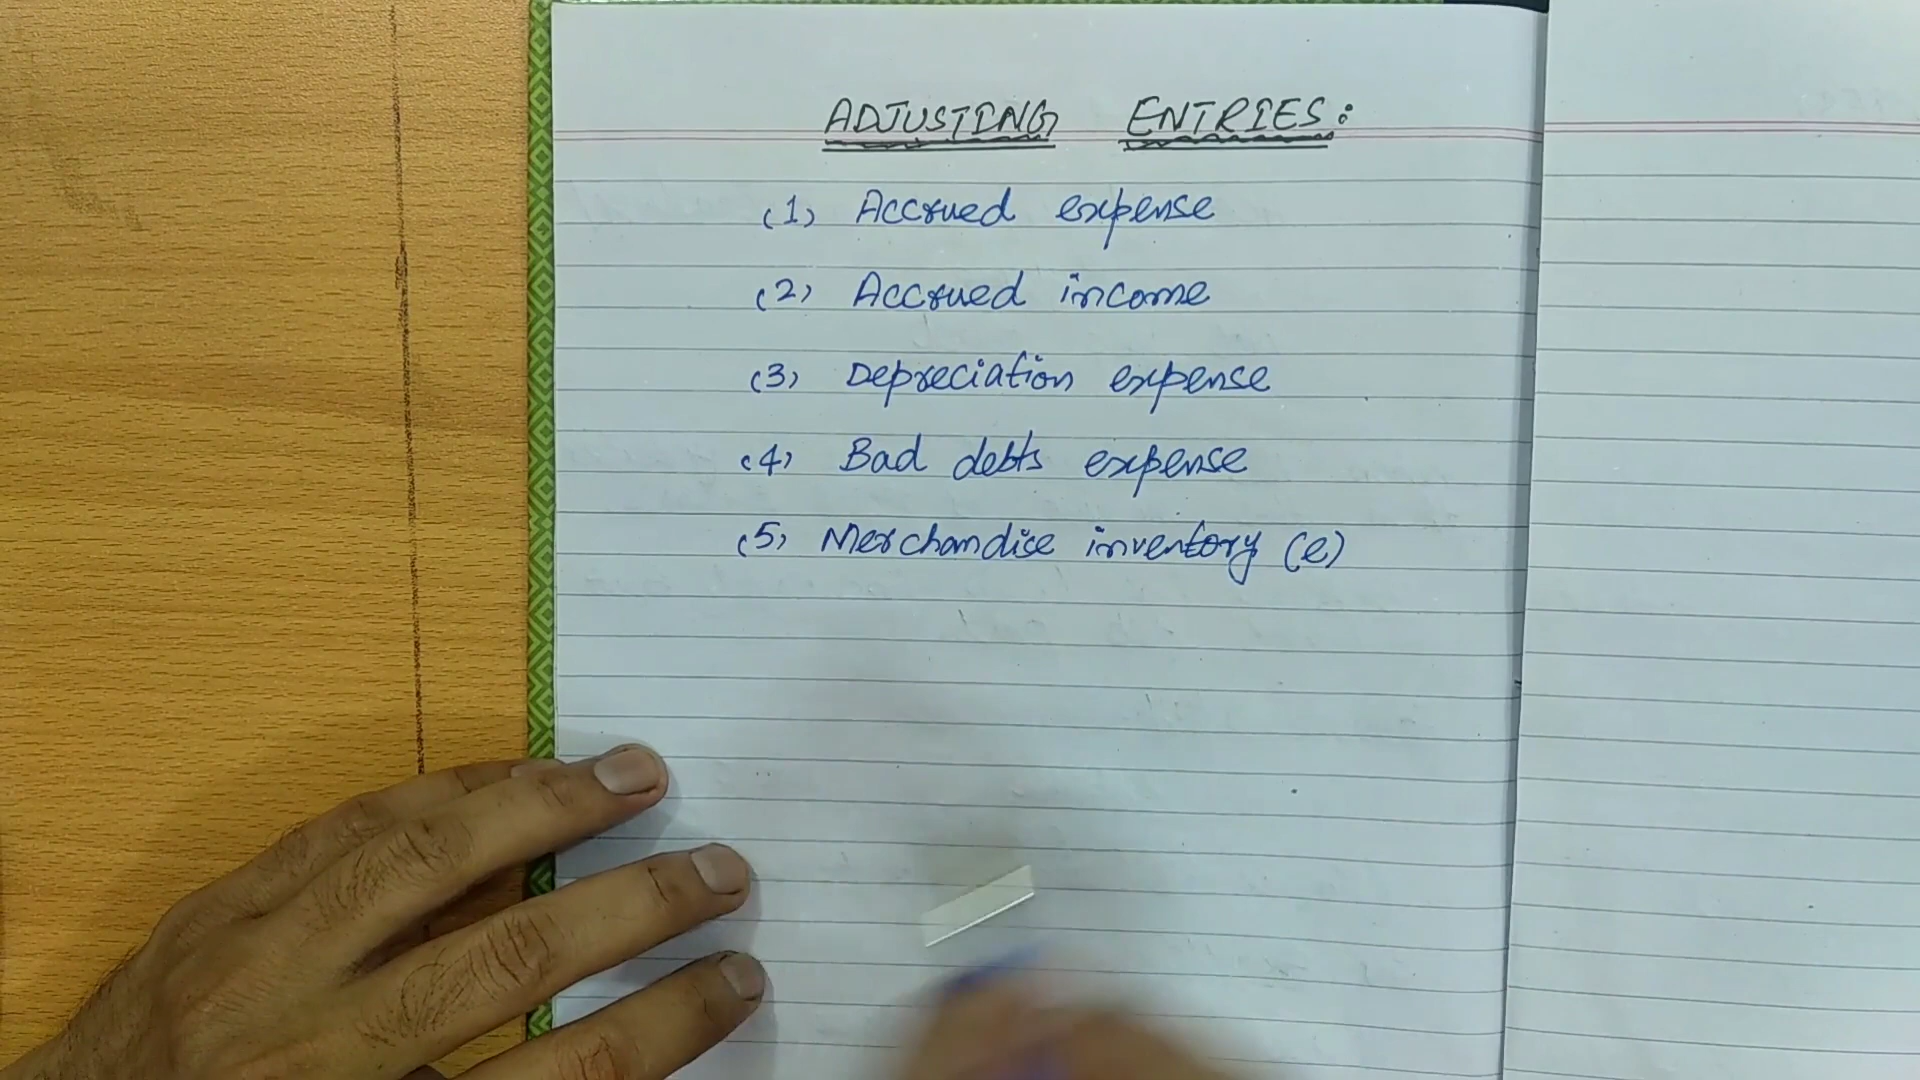 ADJUSTING ENTRIES:
(1) Accrued expense
(2) Accrued income
(3) Depreciation expense
(4) Bad debts expense
(5) Merchandise inventory (e)